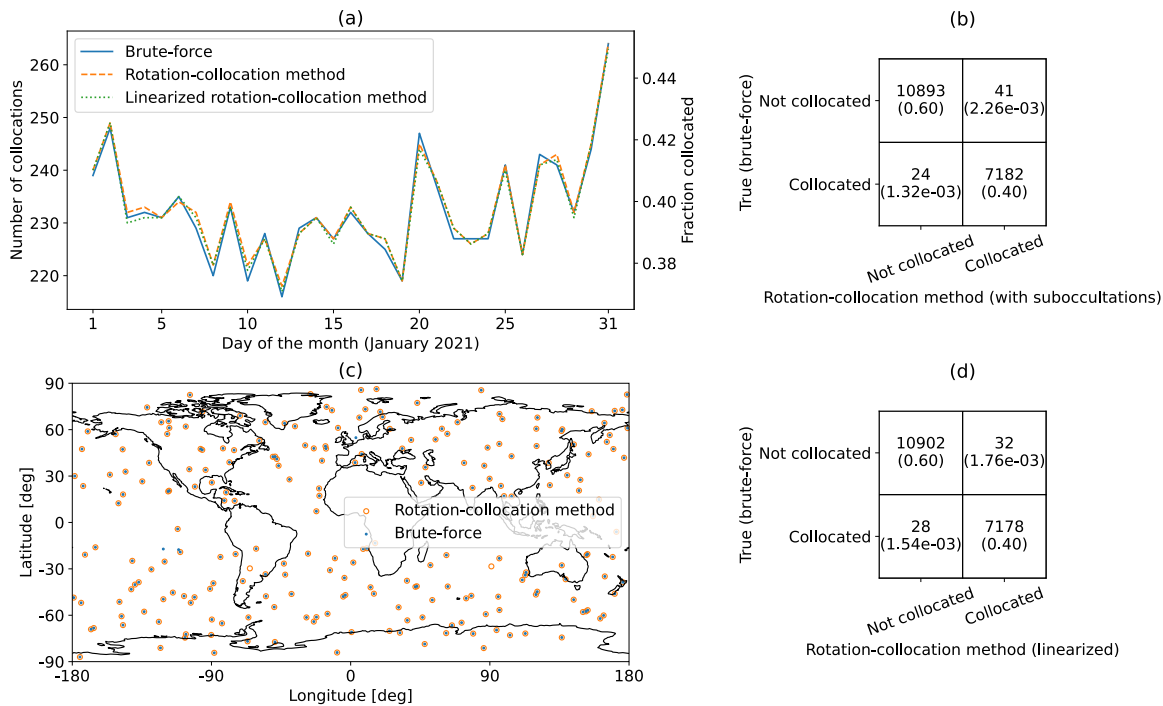 (a)
Number of collocations
260
250
240
230
220
Brute-force
Rotation-collocation method
Linearized rotation-collocation method
0.44
0.42
0.40
0.38
Fraction collocated
1 5 10 15 20 25 31
Day of the month (January 2021)
(b)
True (brute-force)
Not collocated
Collocated
10893
(0.60)
41
(2.26e-03)
24
(1.32e-03)
7182
(0.40)
Not collocated
Collocated
Rotation-collocation method (with suboccultations)
(c)
Latitude [deg]
90
60
30
0
-30
-60
-90
Rotation-collocation method
Brute-force
-180 -90 0 90 180
Longitude [deg]
(d)
True (brute-force)
Not collocated
Collocated
10902
(0.60)
32
(1.76e-03)
28
(1.54e-03)
7178
(0.40)
Not collocated
Collocated
Rotation-collocation method (linearized)